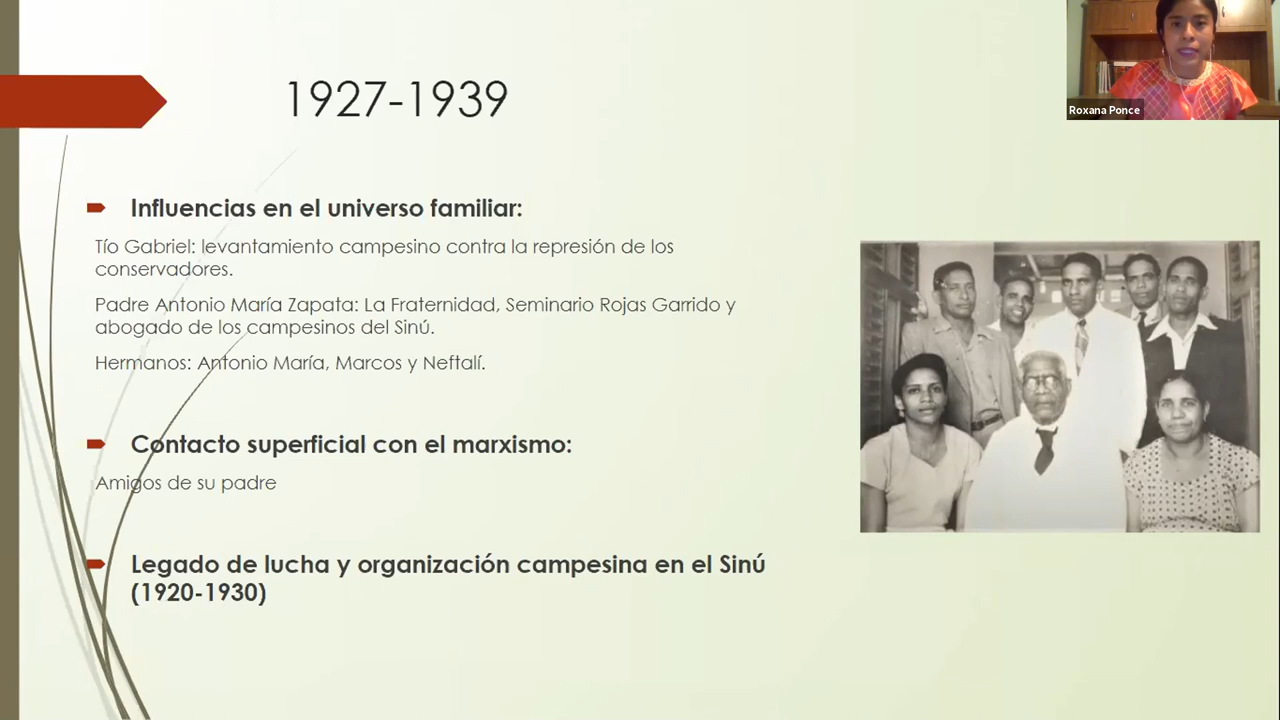 1927-1939
Roxana Ponce
Influencias en el universo familiar:
Tío Gabriel: levantamiento campesino contra la represión de los
conservadores.
Padre Antonio María Zapata: La Fraternidad, Seminario Rojas Garrido y
abogado de los campesinos del Sinú.
Hermanos: Antonio María, Marcos y Neftalí.
Contacto superficial con el marxismo:
Amigos de su padre
Legado de lucha y organización campesina en el Sinú
(1920-1930)